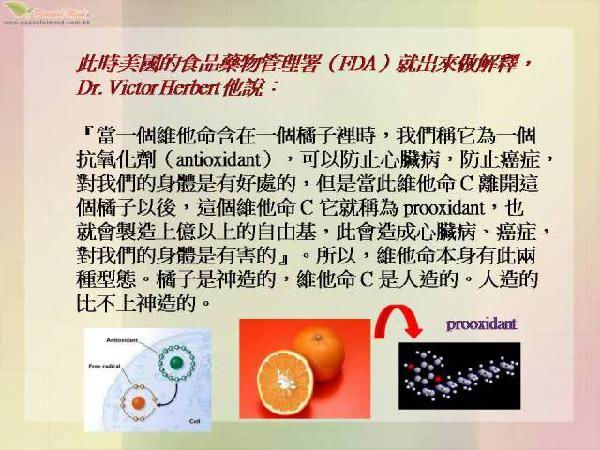 www.peacefulmind.com.hk
此時美國的食品藥物管理署（FDA）就出來做解釋，
Dr. Victor Herbert 他說：
『當一個維他命含在一個橘子裡時，我們稱它為一個
抗氧化劑（antioxidant），可以防止心臟病，防止癌症，
對我們的身體是有好處的，但是當此維他命 C 離開這
個橘子以後，這個維他命 C 它就稱為 prooxidant，也
就會製造上億以上的自由基，此會造成心臟病、癌症，
對我們的身體是有害的』。所以，維他命本身有此兩
種型態。橘子是神造的，維他命 C 是人造的。人造的
比不上神造的。
prooxidant
Antioxidant
Free radical
Cell